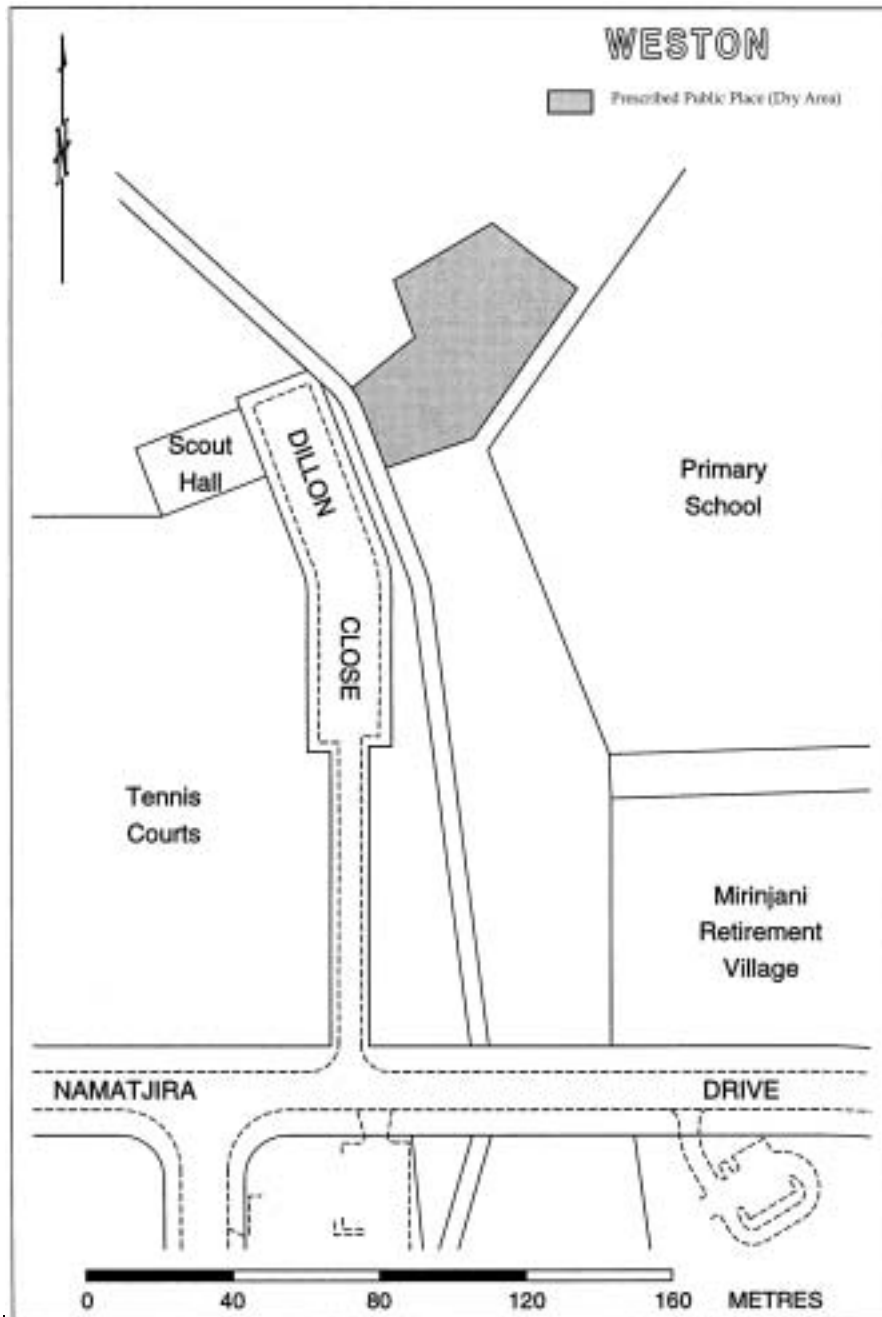 WESTON
Prescribed Public Place (Dry Area)
Scout
Hall
DILLON
CLOSE
Primary
School
Tennis
Courts
Mirinjani
Retirement
Village
NAMATJIRA DRIVE
0 40 80 120 160 METRES